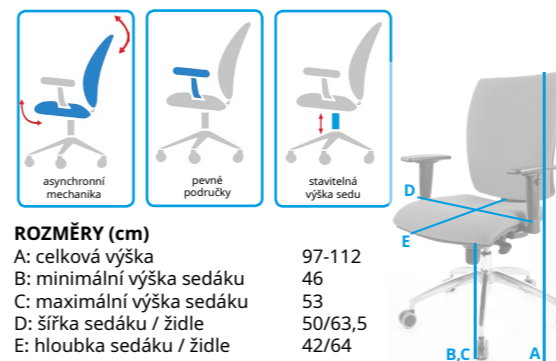 asynchronní
mechanika
pevné
područky
stavitelná
výška sedu
ROZMĚRY (cm)
A: celková výška 97-112
B: minimální výška sedáku 46
C: maximální výška sedáku 53
D: šířka sedáku / židle 50/63,5
E: hloubka sedáku / židle 42/64
D
E
B,C
A